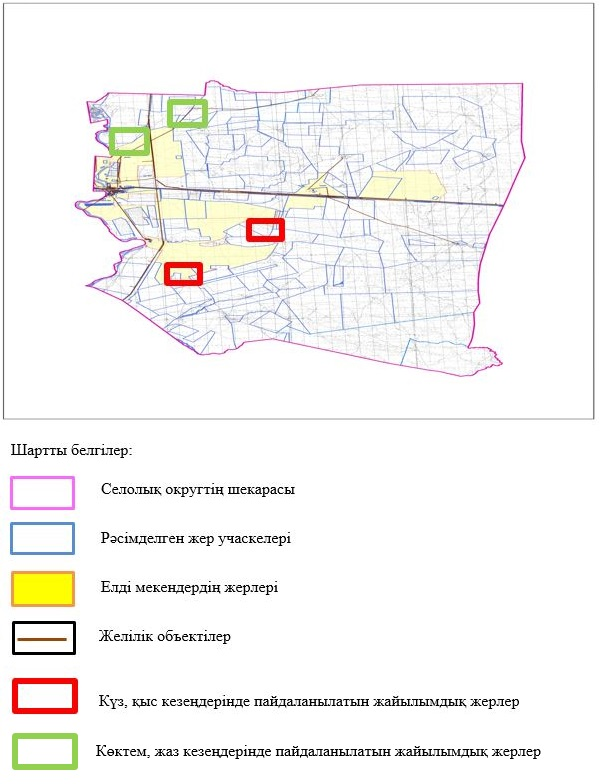 Шартты белгілер:
Селолық округтің шекарасы
Рәсімделген жер учаскелері
Елді мекендердің жерлері
Желілік объектілер
Күз, қыс кезеңдерінде пайдаланылатын жайылымдық жерлер
Көктем, жаз кезеңдерінде пайдаланылатын жайылымдық жерлер